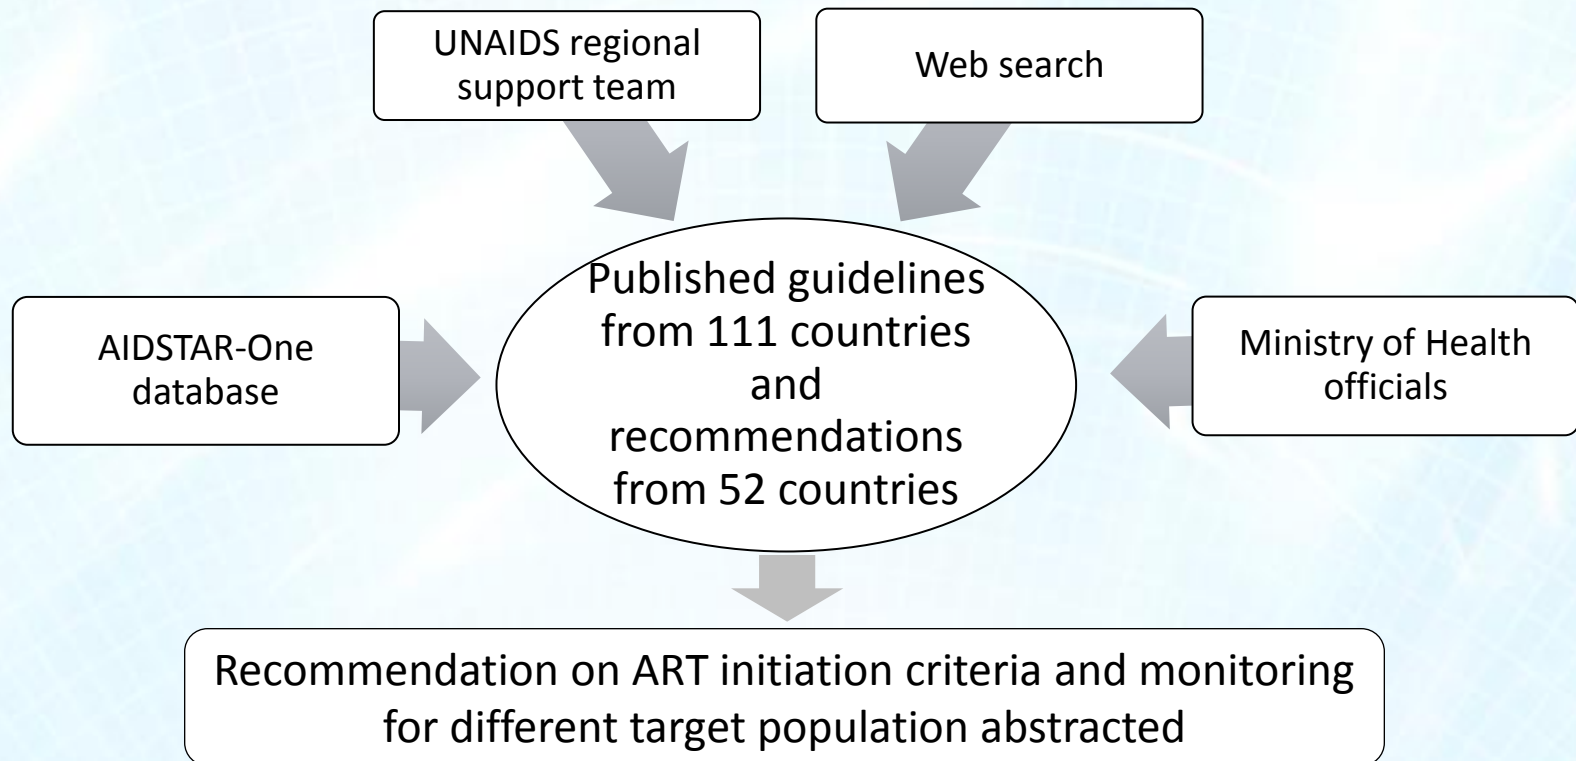 UNAIDS regional
support team
Web search
AIDSTAR-One
database
Published guidelines
from 111 countries
and
recommendations
from 52 countries
Ministry of Health
officials
Recommendation on ART initiation criteria and monitoring
for different target population abstracted